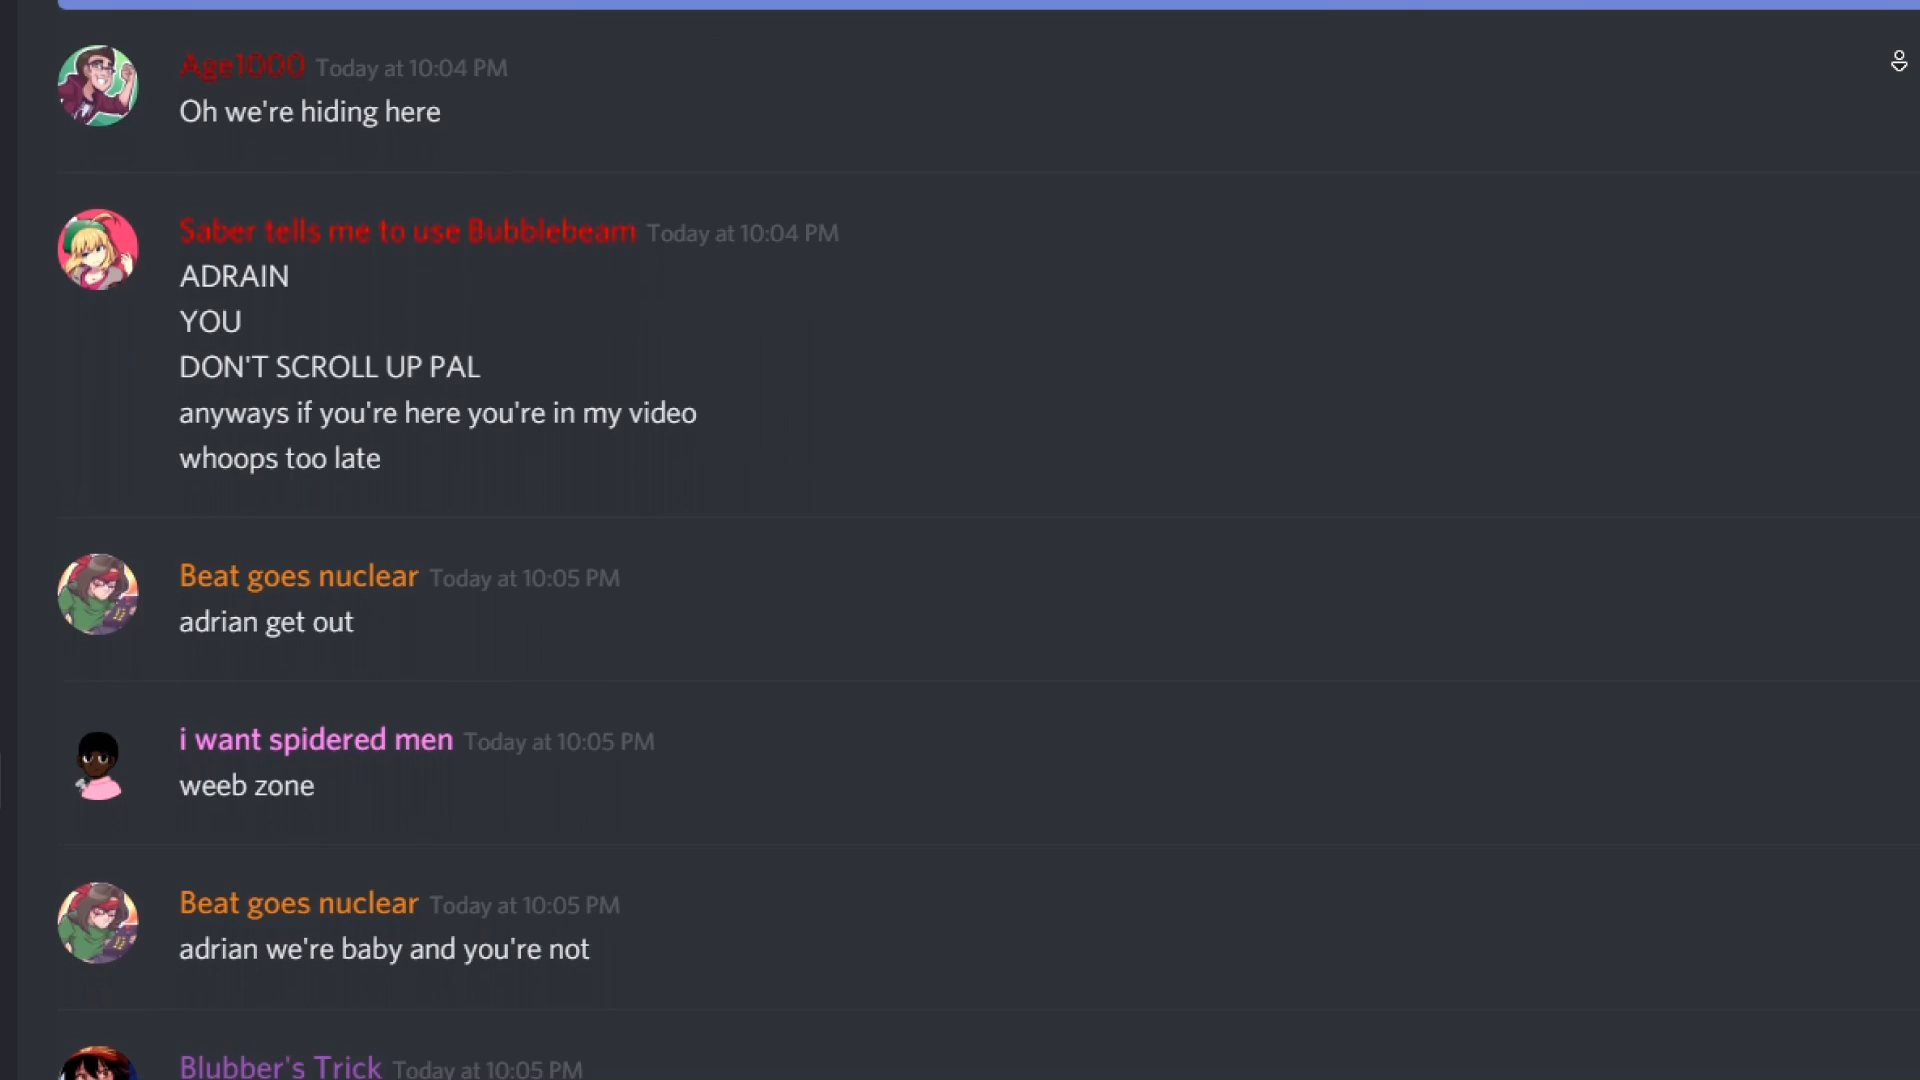 Age1000 Today at 10:04 PM
Oh we're hiding here
Saber tells me to use Bubblebeam Today at 10:04 PM
ADRAIN
YOU
DON'T SCROLL UP PAL
anyways if you're here you're in my video
whoops too late
Beat goes nuclear Today at 10:05 PM
adrian get out
i want spidered men Today at 10:05 PM
weeb zone
Beat goes nuclear Today at 10:05 PM
adrian we're baby and you're not
Blubber's Trick Today at 10:05 PM